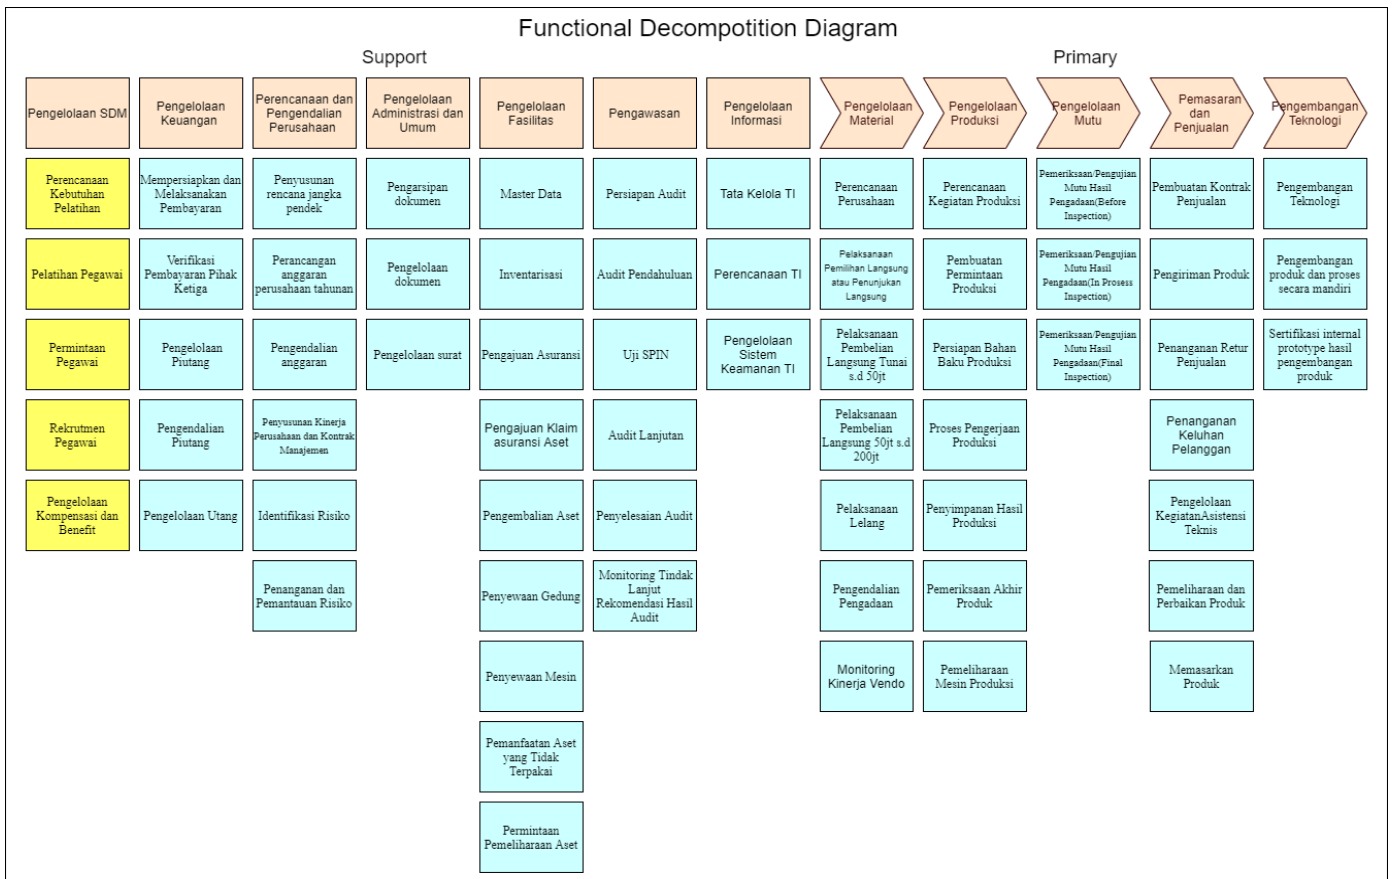 Functional Decompotition Diagram
Support
Primary
Pengelolaan SDM
Pengelolaan
Keuangan
Perencanaan dan
Pengendalian
Perusahaan
Pengelolaan
Administrasi dan
Umum
Pengelolaan
Fasilitas
Pengawasan
Pengelolaan
Informasi
Pengelolaan
Material
Pengelolaan
Produksi
Pengelolaan
Mutu
Pemasaran
dan
Penjualan
Pengembangan
Teknologi
Perencanaan
Kebutuhan
Pelatihan
Mempersiapkan dan
Melaksanakan
Pembayaran
Penyusunan
rencana jangka
pendek
Pengarsipan
dokumen
Master Data
Persiapan Audit
Tata Kelola TI
Perencanaan
Perusahaan
Perencanaan
Kegiatan Produksi
Pemeriksaan/Pengujian
Mutu Hasil
Pengadaan(Before
Inspection)
Pembuatan Kontrak
Penjualan
Pengembangan
Teknologi
Pelatihan Pegawai
Verifikasi
Pembayaran Pihak
Ketiga
Perancangan
anggaran
perusahaan tahunan
Pengelolaan
dokumen
Inventarisasi
Audit Pendahuluan
Perencanaan TI
Pelaksanaan
Pemilihan Langsung
atau Penunjukan
Langsung
Pembuatan
Permintaan
Produksi
Pemeriksaan/Pengujian
Mutu Hasil
Pengadaan(In Prosess
Inspection)
Pengiriman Produk
Pengembangan
produk dan proses
secara mandiri
Permintaan
Pegawai
Pengelolaan
Piutang
Pengendalian
anggaran
Pengelolaan surat
Pengajuan Asuransi
Uji SPIN
Pengelolaan
Sistem
Keamanan TI
Pelaksanaan
Pembelian
Langsung Tunai
s.d 50jt
Persiapan Bahan
Baku Produksi
Pemeriksaan/Pengujian
Mutu Hasil
Pengadaan(Final
Inspection)
Penanganan Retur
Penjualan
Sertifikasi internal
prototype hasil
pengembangan
produk
Rekrutmen
Pegawai
Pengendalian
Piutang
Penyusunan Kinerja
Perusahaan dan Kontrak
Manajemen
Pengajuan Klaim
asuransi Aset
Audit Lanjutan
Pelaksanaan
Pembelian
Langsung 50jt s.d
200jt
Proses Pengerjaan
Produksi
Penanganan
Keluhan
Pelanggan
Pengelolaan
Kompensasi dan
Benefit
Pengelolaan Utang
Identifikasi Risiko
Pengembalian Aset
Penyelesaian Audit
Pelaksanaan
Lelang
Penyimpanan Hasil
Produksi
Pengelolaan
KegiatanAsistensi
Teknis
Penanganan dan
Pemantauan Risiko
Penyewaan Gedung
Monitoring Tindak
Lanjut
Rekomendasi Hasil
Audit
Pengendalian
Pengadaan
Pemeriksaan Akhir
Produk
Pemeliharaan dan
Perbaikan Produk
Penyewaan Mesin
Monitoring
Kinerja Vendo
Pemeliharaan
Mesin Produksi
Memasarkan
Produk
Pemanfaatan Aset
yang Tidak
Terpakai
Permintaan
Pemeliharaan Aset